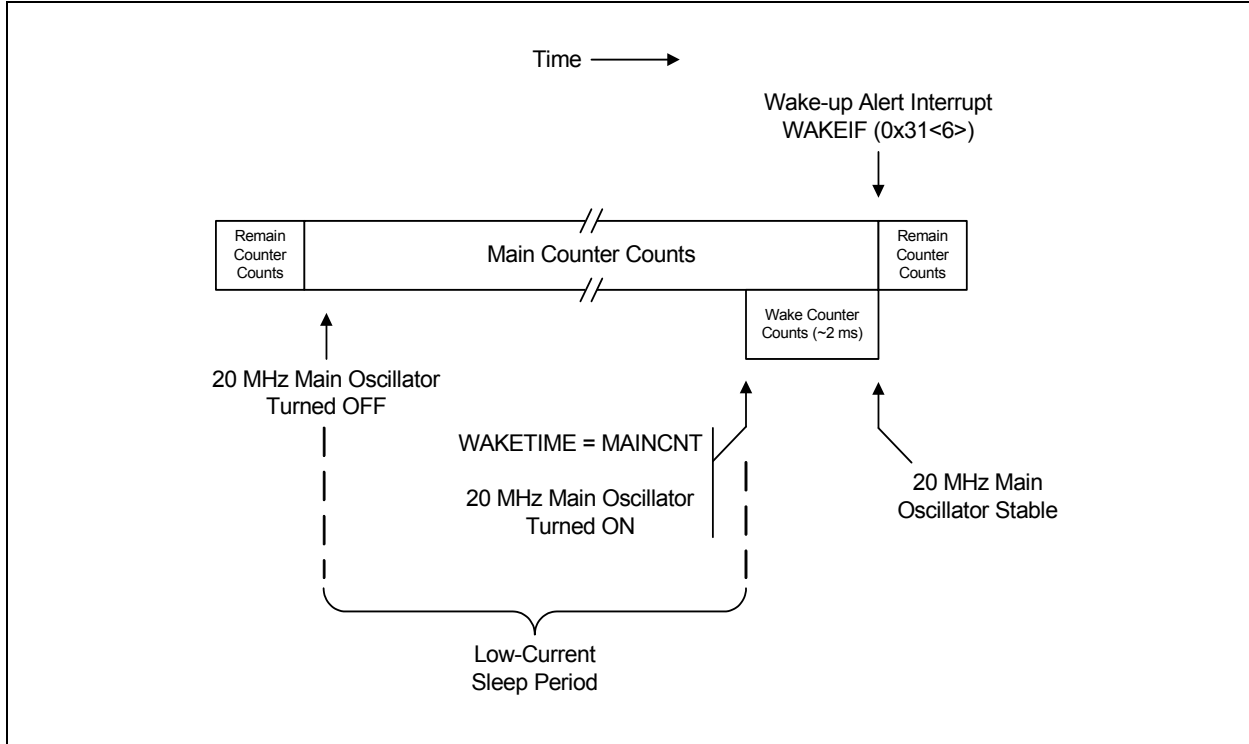 Time
Wake-up Alert Interrupt
WAKEIF (0x31<6>)
Remain
Counter
Counts
Main Counter Counts
Remain
Counter
Counts
Wake Counter
Counts (~2 ms)
20 MHz Main Oscillator
Turned OFF
WAKETIME = MAINCNT
20 MHz Main Oscillator
Turned ON
20 MHz Main
Oscillator Stable
Low-Current
Sleep Period